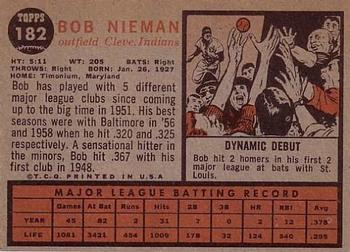 TOPPS
182
BOB NIEMAN
outfield Cleve. Indians
HT: 5:11 WT: 205 BATS: Right
THROWS: Right BORN: Jan. 26, 1927
HOME: Timonium, Maryland
Bob has played with 5 different
major league clubs since coming
up to the big time in 1951. His best
seasons were with Baltimore in '56
and 1958 when he hit .320 and .325
respectively. A sensational hitter
in the minors, Bob hit .367 with his
first club in 1948.
©T.C.G. PRINTED IN U.S.A.
DYNAMIC DEBUT
Bob hit 2 homers in his first 2
major league at bats with St.
Louis.
MAJOR LEAGUE BATTING RECORD
Games At Bat Runs Hits 2B 3B HR RBI Avg.
YEAR 45 82
LIFE 1081 .295